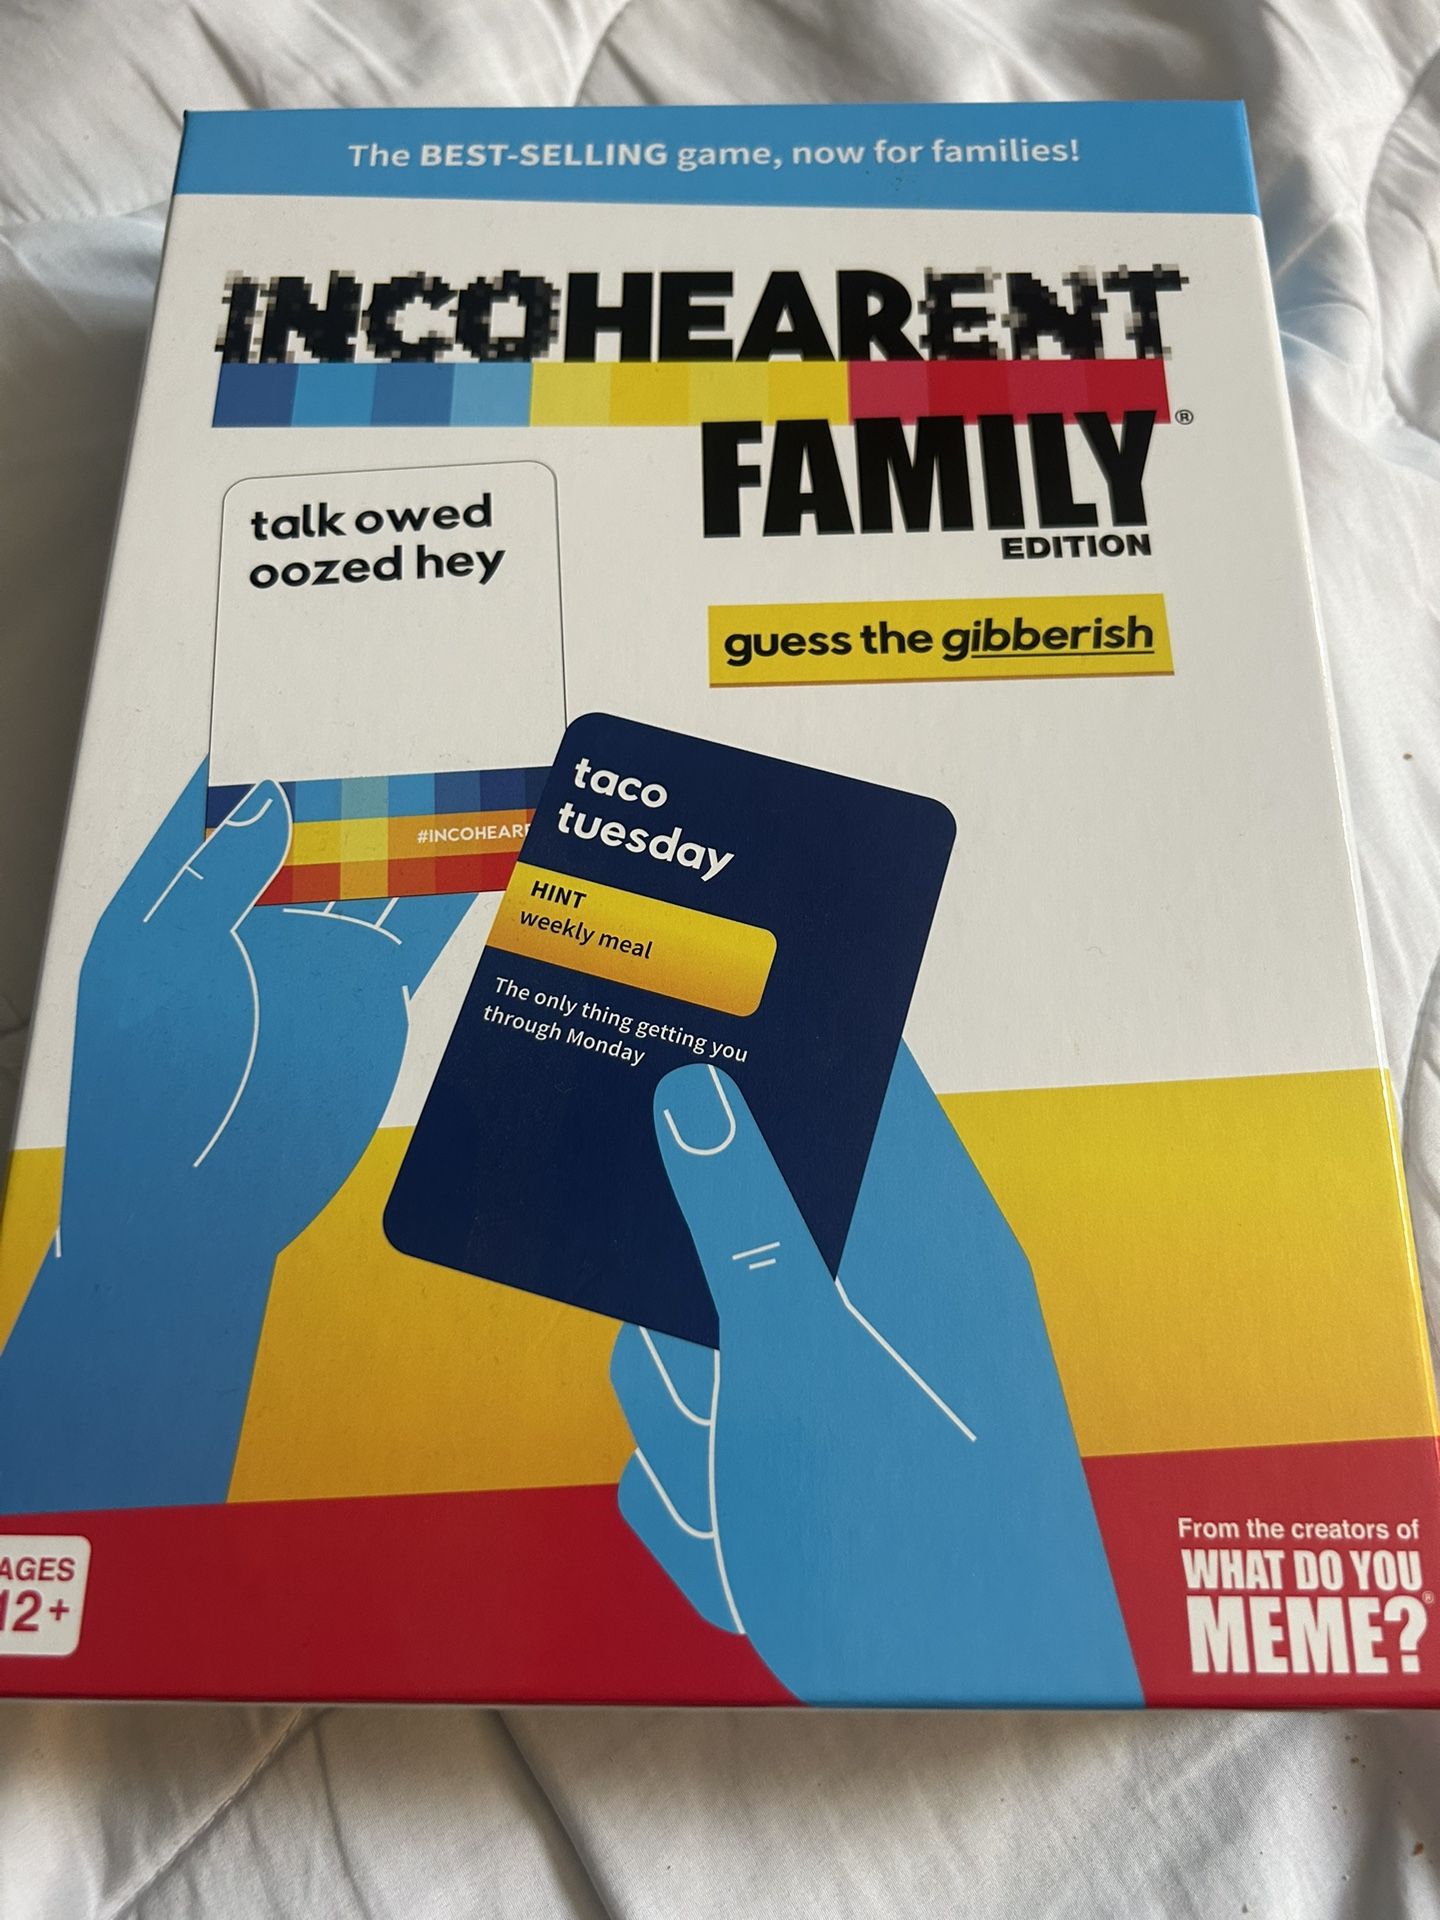 The BEST-SELLING game, now for families!
INCOHEARENT
FAMILY®
EDITION
guess the gibberish
talk owed
oozed hey
#INCOHEARE
taco
tuesday
HINT
weekly meal
The only thing getting you
through Monday
AGES
12+
From the creators of
WHAT DO YOU
MEME?®